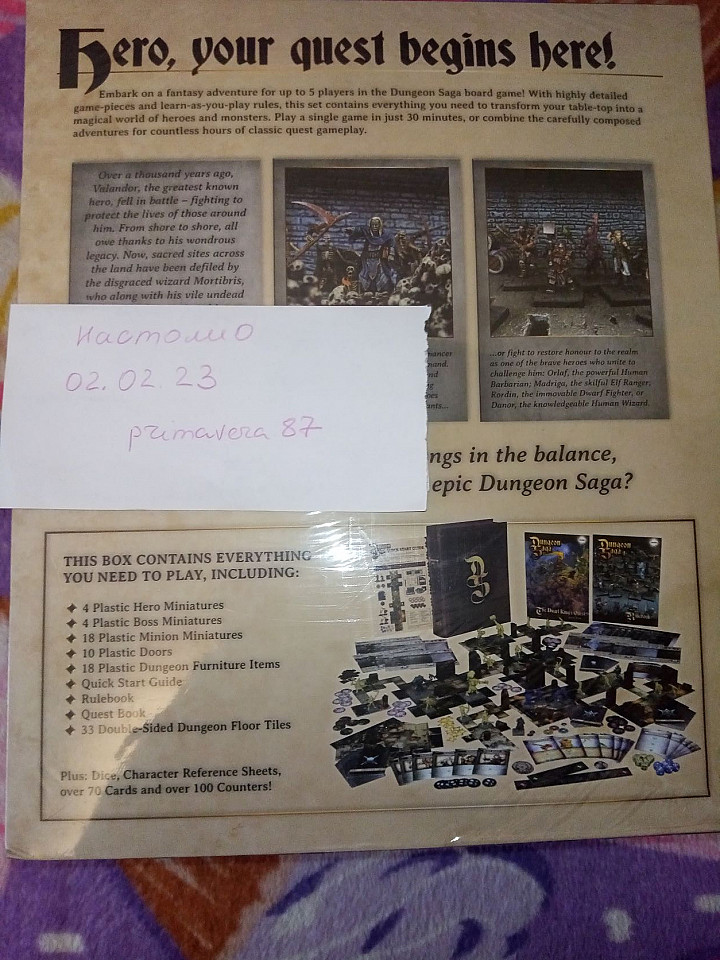 Hero, your quest begins here!
Embark on a fantasy adventure for up to 5 players in the Dungeon Saga board game! With highly detailed
game-pieces and learn-as-you-play rules, this set contains everything you need to transform your table-top into a
magical world of heroes and monsters. Play a single game in just 30 minutes, or combine the carefully composed
adventures for countless hours of classic quest gameplay.
Over a thousand years ago,
Valandor, the greatest known
hero, fell in battle – fighting to
protect the lives of those around
him. From shore to shore, all
owe thanks to his wondrous
legacy. Now, sacred sites across
the land have been defiled by
the disgraced wizard Mortibris,
who along with his vile undead
...or fight to restore honour to the realm
as one of the brave heroes who unite to
challenge him: Orlaf, the powerful Human
Barbarian; Madriga, the skilful Elf Ranger;
Rordin, the immovable Dwarf Fighter, or
Danor, the knowledgeable Human Wizard.
настолио
02.02.23
primavera 87
ngs in the balance,
epic Dungeon Saga?
THIS BOX CONTAINS EVERYTHING
YOU NEED TO PLAY, INCLUDING:
4 Plastic Hero Miniatures
4 Plastic Boss Miniatures
18 Plastic Minion Miniatures
10 Plastic Doors
18 Plastic Dungeon Furniture Items
Quick Start Guide
Rulebook
Quest Book
33 Double-Sided Dungeon Floor Tiles
Plus: Dice, Character Reference Sheets,
over 70 Cards and over 100 Counters!
Dungeon
Saga
Dungeon
Saga
The Dwarf King's Quest
Rulebook